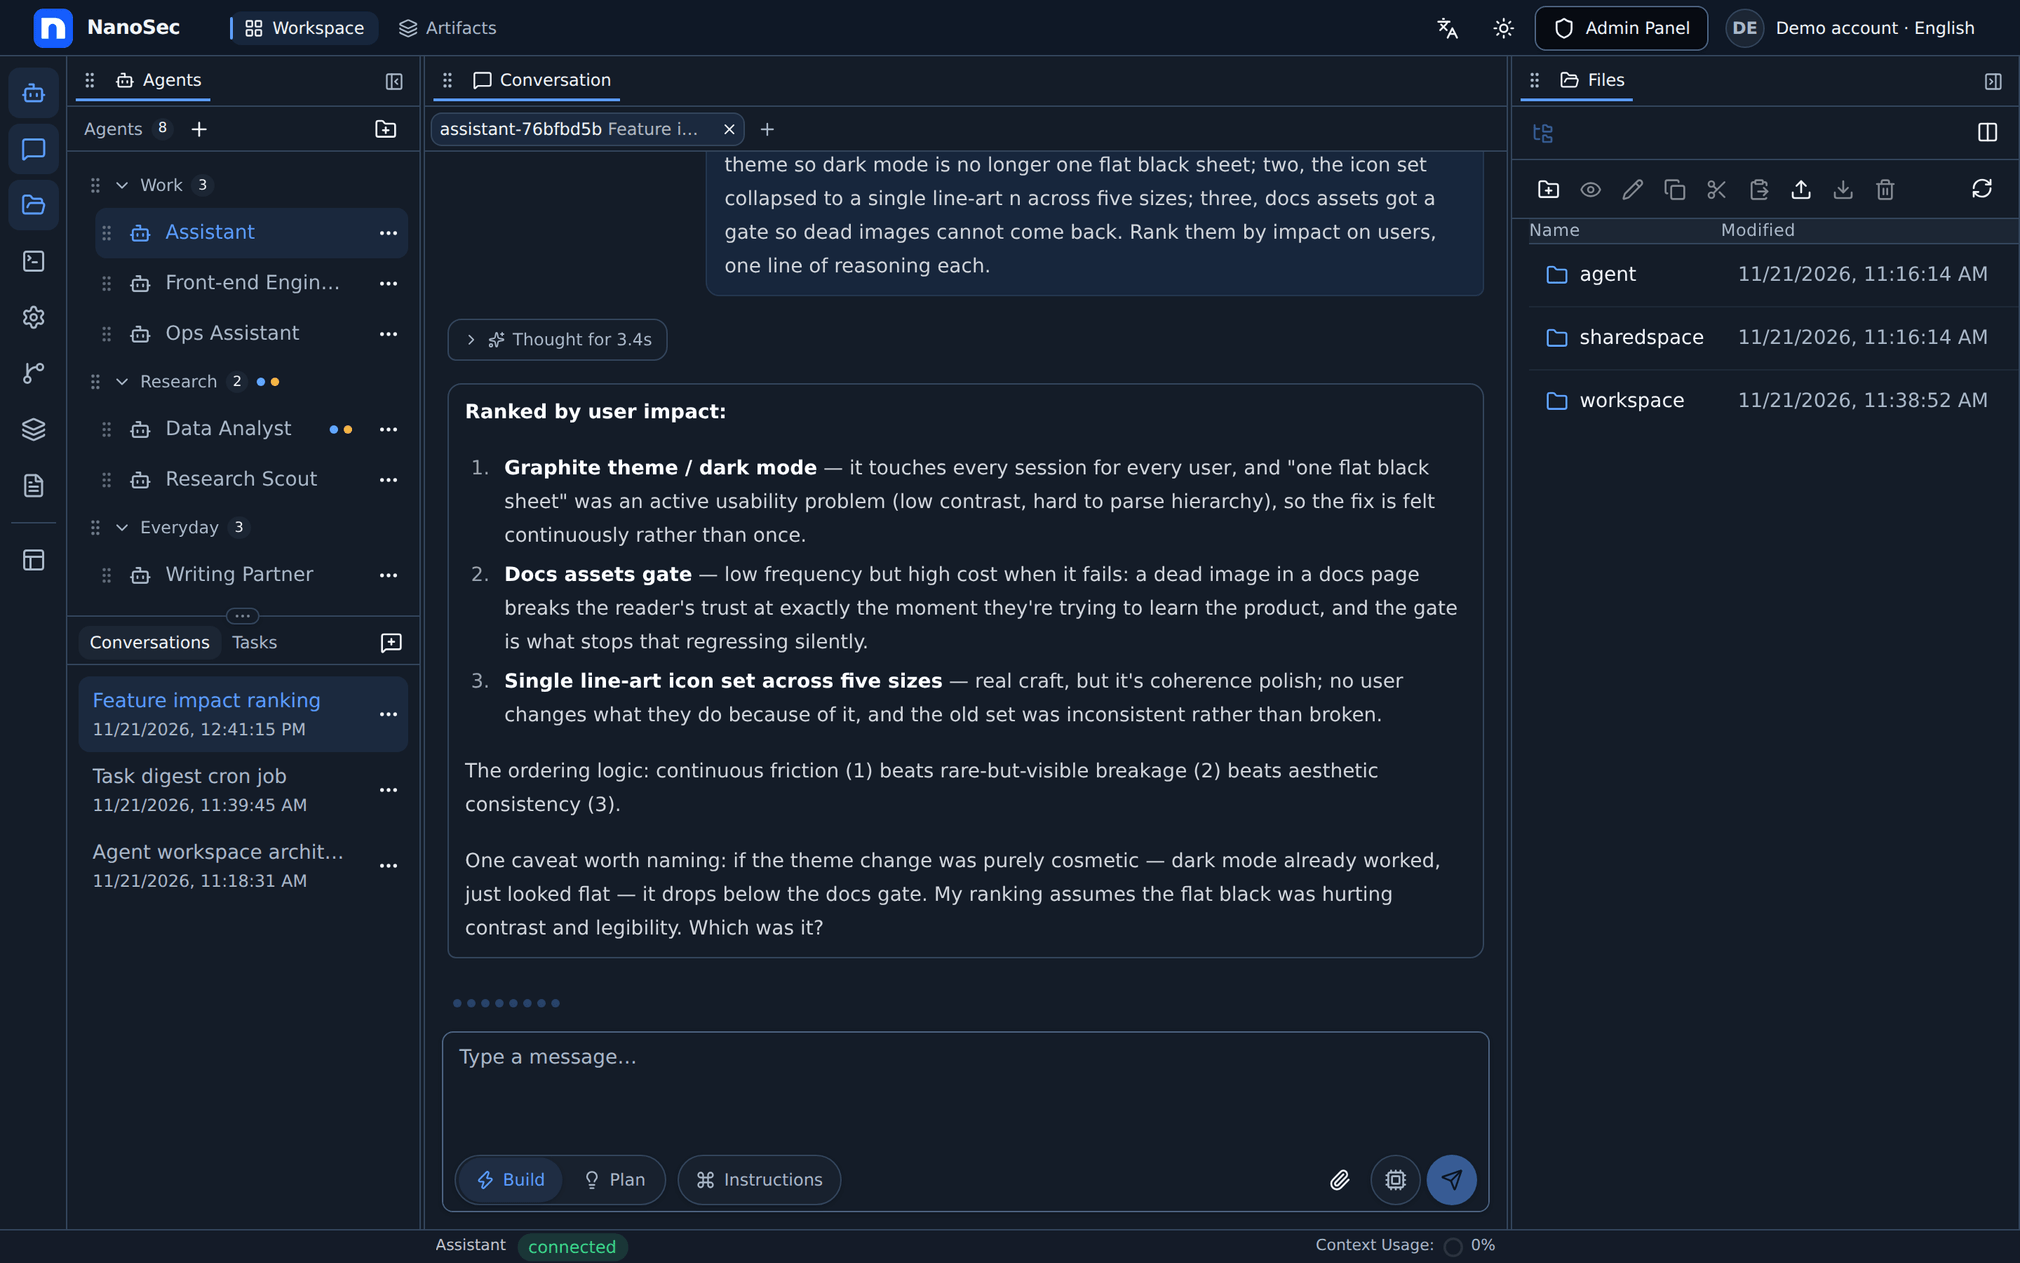 NanoSec
Workspace
Artifacts
Admin Panel
DE
Demo account · English
Agents
Agents 8
Work 3
Assistant
Front-end Engin...
Ops Assistant
Research 2
Data Analyst
Research Scout
Everyday 3
Writing Partner
Conversations
Tasks
Feature impact ranking
11/21/2026, 12:41:15 PM
Task digest cron job
11/21/2026, 11:39:45 AM
Agent workspace archit...
11/21/2026, 11:18:31 AM
Conversation
assistant-76bfbd5b Feature i...
theme so dark mode is no longer one flat black sheet; two, the icon set
collapsed to a single line-art n across five sizes; three, docs assets got a
gate so dead images cannot come back. Rank them by impact on users,
one line of reasoning each.
Thought for 3.4s
Ranked by user impact:
1. Graphite theme / dark mode — it touches every session for every user, and "one flat black
sheet" was an active usability problem (low contrast, hard to parse hierarchy), so the fix is felt
continuously rather than once.
2. Docs assets gate — low frequency but high cost when it fails: a dead image in a docs page
breaks the reader's trust at exactly the moment they're trying to learn the product, and the gate
is what stops that regressing silently.
3. Single line-art icon set across five sizes — real craft, but it's coherence polish; no user
changes what they do because of it, and the old set was inconsistent rather than broken.
The ordering logic: continuous friction (1) beats rare-but-visible breakage (2) beats aesthetic
consistency (3).
One caveat worth naming: if the theme change was purely cosmetic — dark mode already worked,
just looked flat — it drops below the docs gate. My ranking assumes the flat black was hurting
contrast and legibility. Which was it?
Type a message...
Build
Plan
Instructions
Assistant connected
Context Usage: 0%
Files
Name Modified
agent 11/21/2026, 11:16:14 AM
sharedspace 11/21/2026, 11:16:14 AM
workspace 11/21/2026, 11:38:52 AM